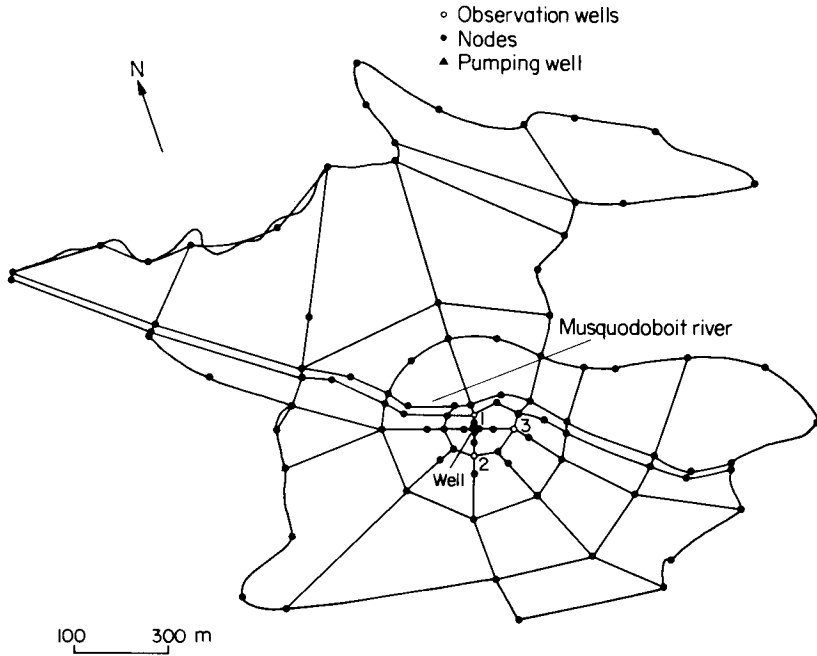 Observation wells
Nodes
Pumping well
N
Musquodoboit river
1
3
2
Well
100 300 m